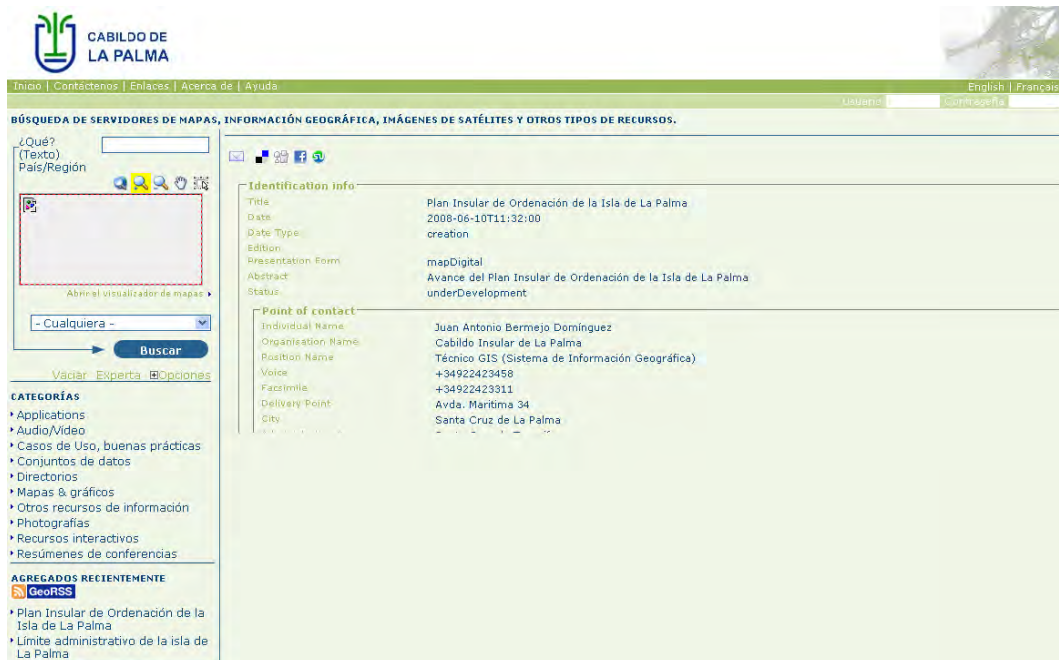 CABILDO DE
LA PALMA
Inicio | Contáctenos | Enlaces | Acerca de | Ayuda
English | Français
Usuario
Contraseña
BÚSQUEDA DE SERVIDORES DE MAPAS, INFORMACIÓN GEOGRÁFICA, IMÁGENES DE SATÉLITES Y OTROS TIPOS DE RECURSOS.
¿Qué?
(Texto)
País/Región
Abrir el visualizador de mapas
- Cualquiera -
Buscar
Vaciar Experta Opciones
CATEGORÍAS
Applications
Audio/Video
Casos de Uso, buenas prácticas
Conjuntos de datos
Directorios
Mapas & gráficos
Otros recursos de información
Photografías
Recursos interactivos
Resúmenes de conferencias
AGREGADOS RECIENTEMENTE
GeoRSS
Plan Insular de Ordenación de la
Isla de La Palma
Límite administrativo de la isla de
La Palma
Identification info
Title Plan Insular de Ordenación de la Isla de La Palma
Date 2008-06-10T11:32:00
Date Type creation
Edition
Presentation Form mapDigital
Abstract Avance del Plan Insular de Ordenación de la Isla de La Palma
Status underDevelopment
Point of contact
Individual Name Juan Antonio Bermejo Domínguez
Organisation Name Cabildo Insular de La Palma
Position Name Técnico GIS (Sistema de Información Geográfica)
Voice +34922423458
Facsimile +34922423311
Delivery Point Avda. Maritima 34
City Santa Cruz de La Palma